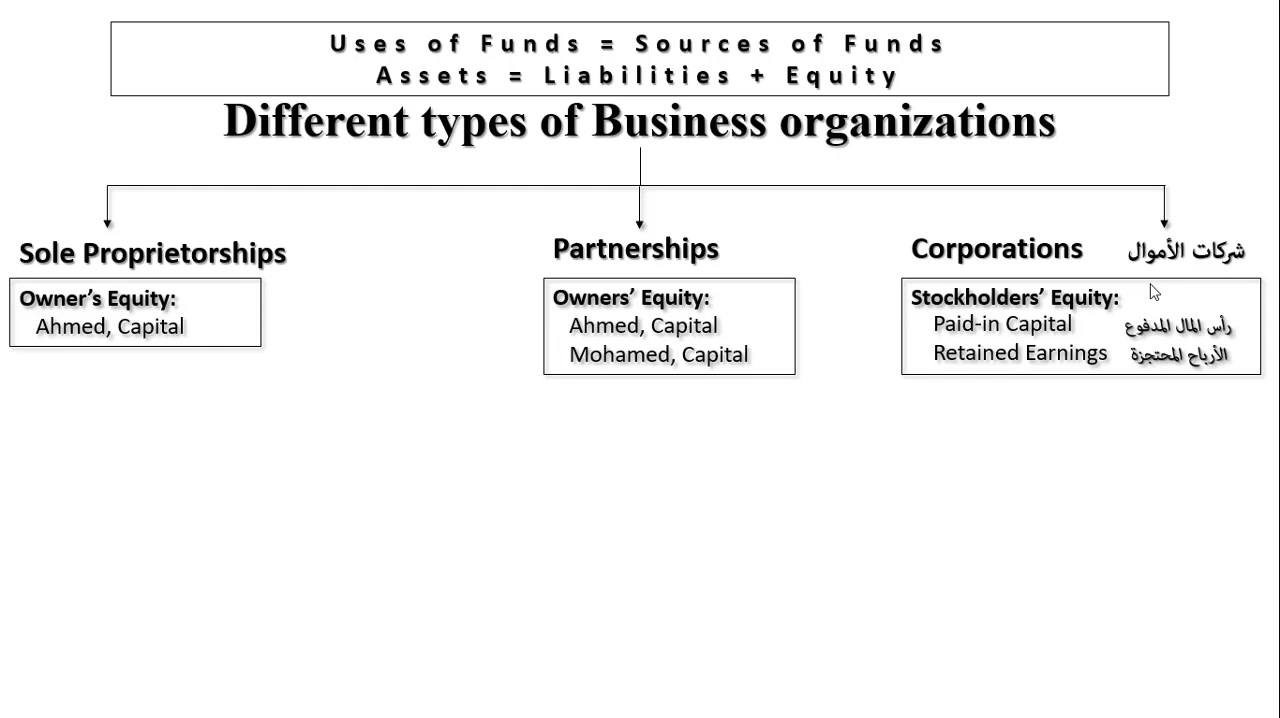 Uses of Funds = Sources of Funds
Assets = Liabilities + Equity
Different types of Business organizations
Sole Proprietorships
Owner’s Equity:
Ahmed, Capital
Partnerships
Owners’ Equity:
Ahmed, Capital
Mohamed, Capital
Corporations شركات الأموال
Stockholders’ Equity:
Paid-in Capital رأس المال المدفوع
Retained Earnings الأرباح المحتجزة